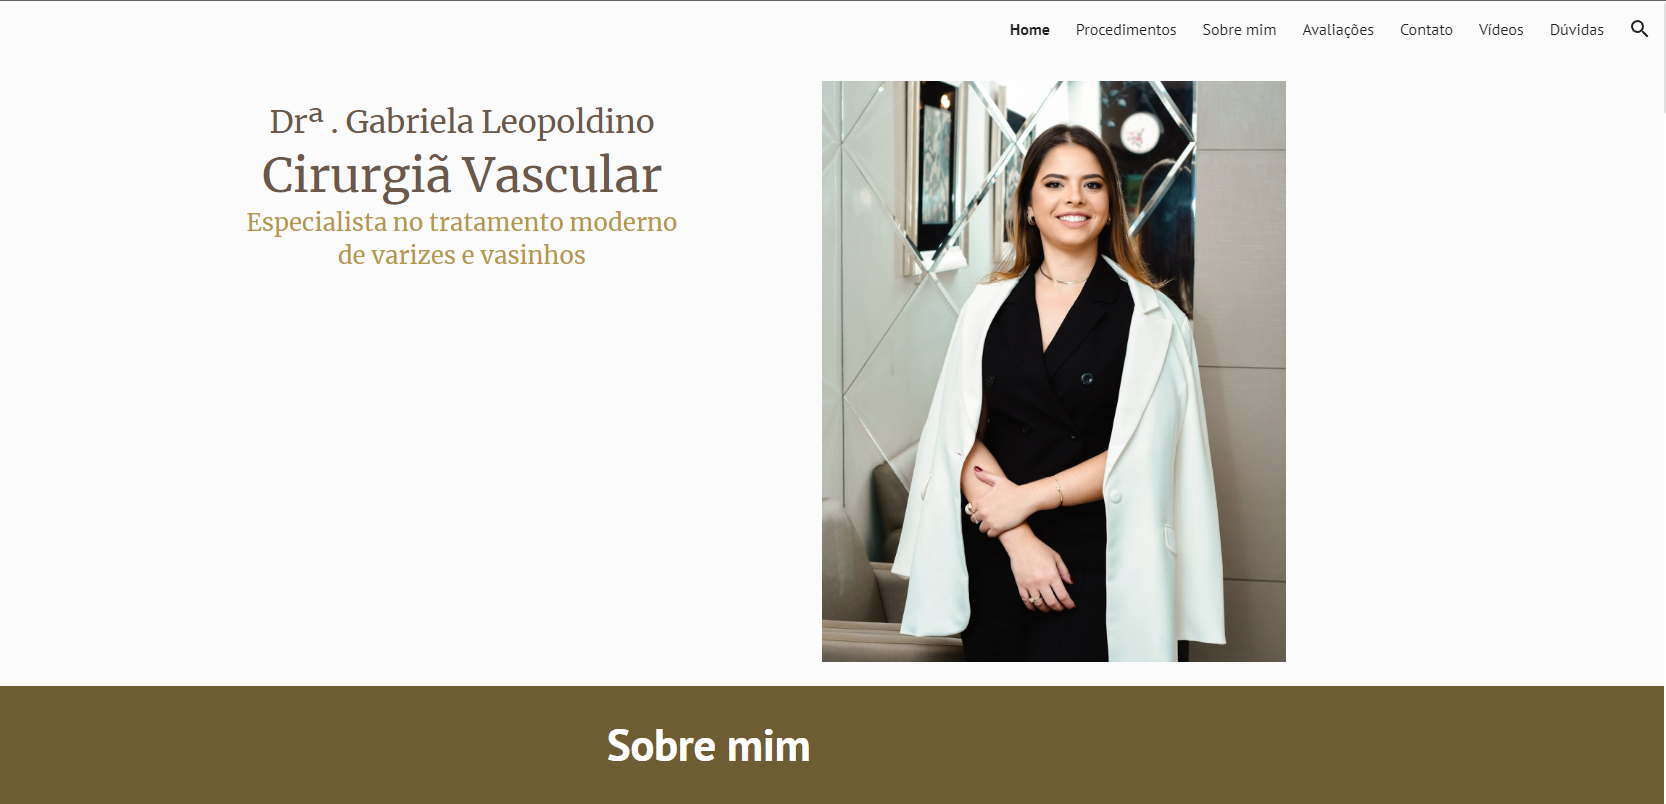 Home Procedimentos Sobre mim Avaliações Contato Vídeos Dúvidas
Drª . Gabriela Leopoldino
Cirurgiã Vascular
Especialista no tratamento moderno
de varizes e vasinhos
Sobre mim